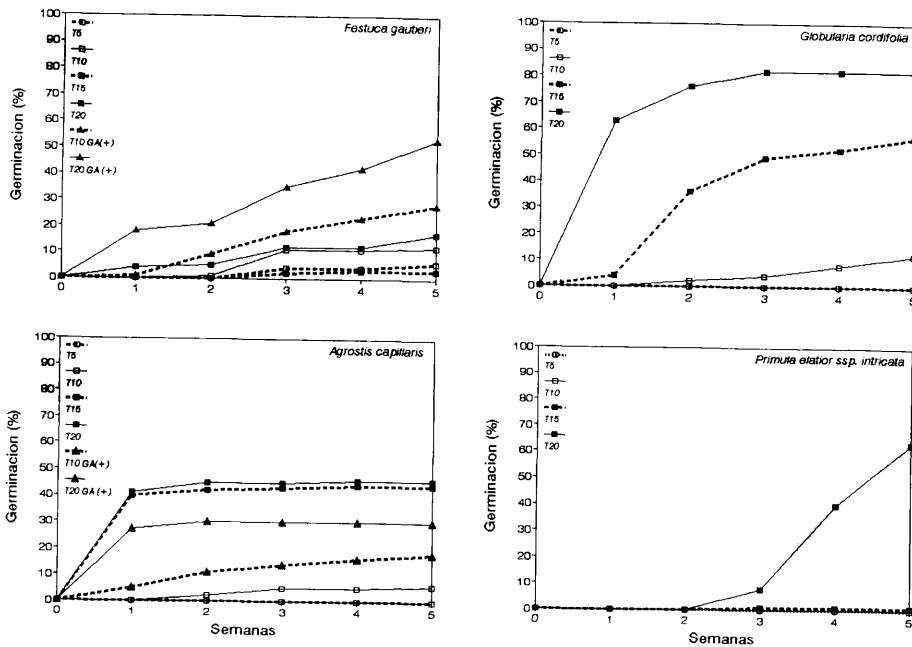 Festuca gautieri
Germinacion (%)
100
90
80
70
60
50
40
30
20
10
0
T5
T10
T15
T20
T10 GA(+)
T20 GA(+)
0 1 2 3 4 5
Globularia cordifolia
Germinacion (%)
100
90
80
70
60
50
40
30
20
10
0
T5
T10
T15
T20
0 1 2 3 4 5
Agrostis capillaris
Germinacion (%)
100
90
80
70
60
50
40
30
20
10
0
T5
T10
T15
T20
T10 GA(+)
T20 GA(+)
0 1 2 3 4 5
Semanas
Primula elatior ssp. intricata
Germinacion (%)
100
90
80
70
60
50
40
30
20
10
0
T5
T10
T15
T20
0 1 2 3 4 5
Semanas